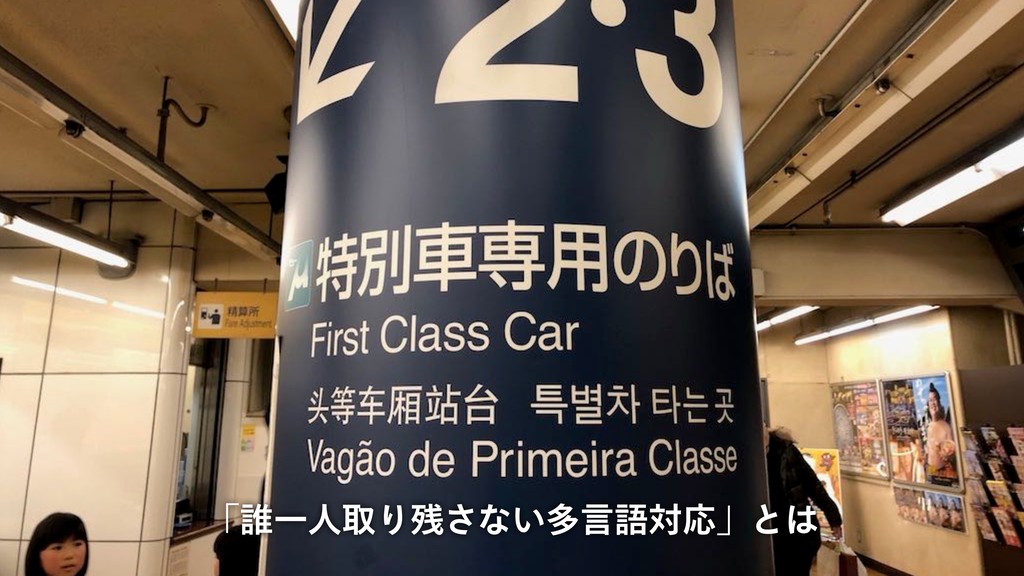 2・3
μ 特別車専用のりば
First Class Car
精算所
Fare Adjustment
头等车厢站台 특별차 타는곳
Vagão de Primeira Classe
「誰一人取り残さない多言語対応」とは